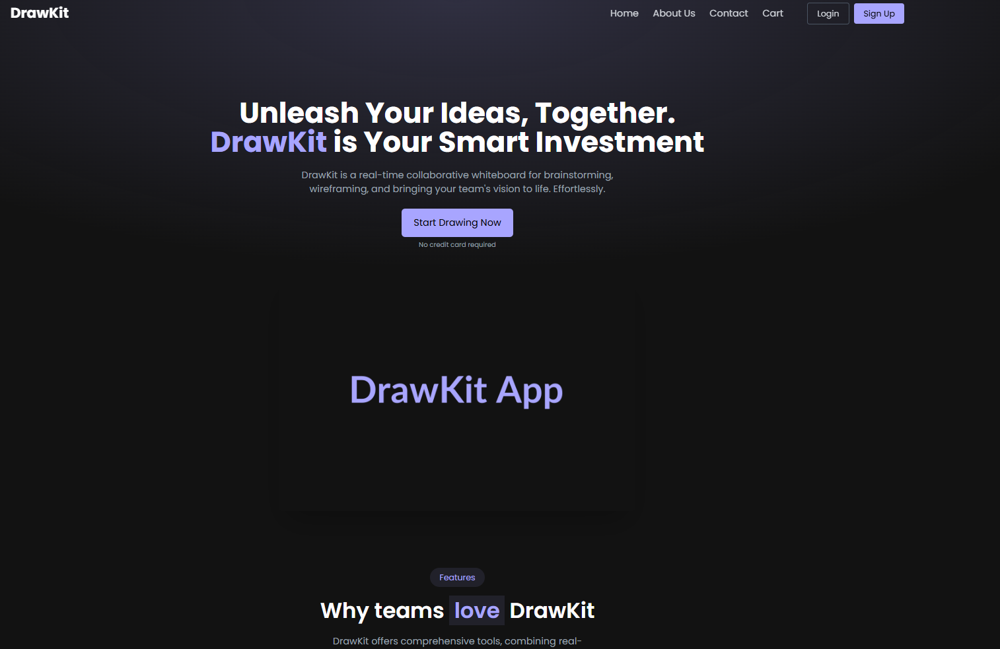 DrawKit
Home About Us Contact Cart Login Sign Up
Unleash Your Ideas, Together.
DrawKit is Your Smart Investment
DrawKit is a real-time collaborative whiteboard for brainstorming,
wireframing, and bringing your team's vision to life. Effortlessly.
Start Drawing Now
No credit card required
DrawKit App
Features
Why teams love DrawKit
DrawKit offers comprehensive tools, combining real-